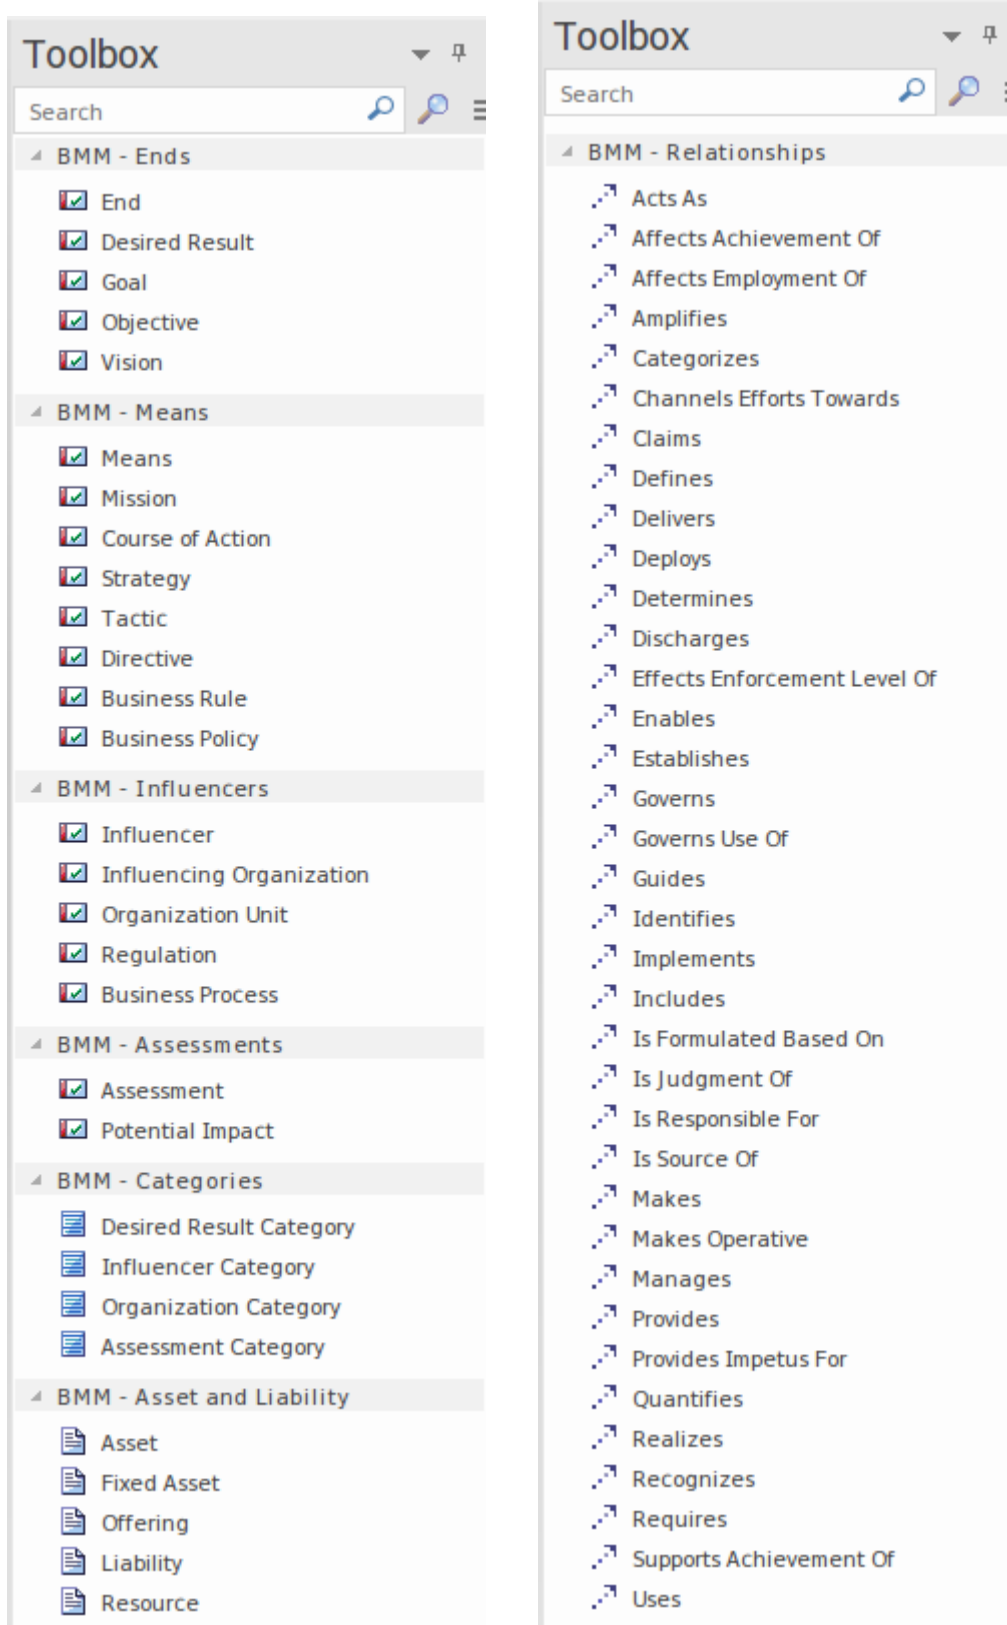 Toolbox
Search
BMM - Ends
End
Desired Result
Goal
Objective
Vision
BMM - Means
Means
Mission
Course of Action
Strategy
Tactic
Directive
Business Rule
Business Policy
BMM - Influencers
Influencer
Influencing Organization
Organization Unit
Regulation
Business Process
BMM - Assessments
Assessment
Potential Impact
BMM - Categories
Desired Result Category
Influencer Category
Organization Category
Assessment Category
BMM - Asset and Liability
Asset
Fixed Asset
Offering
Liability
Resource
Toolbox
Search
BMM - Relationships
Acts As
Affects Achievement Of
Affects Employment Of
Amplifies
Categorizes
Channels Efforts Towards
Claims
Defines
Delivers
Deploys
Determines
Discharges
Effects Enforcement Level Of
Enables
Establishes
Governs
Governs Use Of
Guides
Identifies
Implements
Includes
Is Formulated Based On
Is Judgment Of
Is Responsible For
Is Source Of
Makes
Makes Operative
Manages
Provides
Provides Impetus For
Quantifies
Realizes
Recognizes
Requires
Supports Achievement Of
Uses